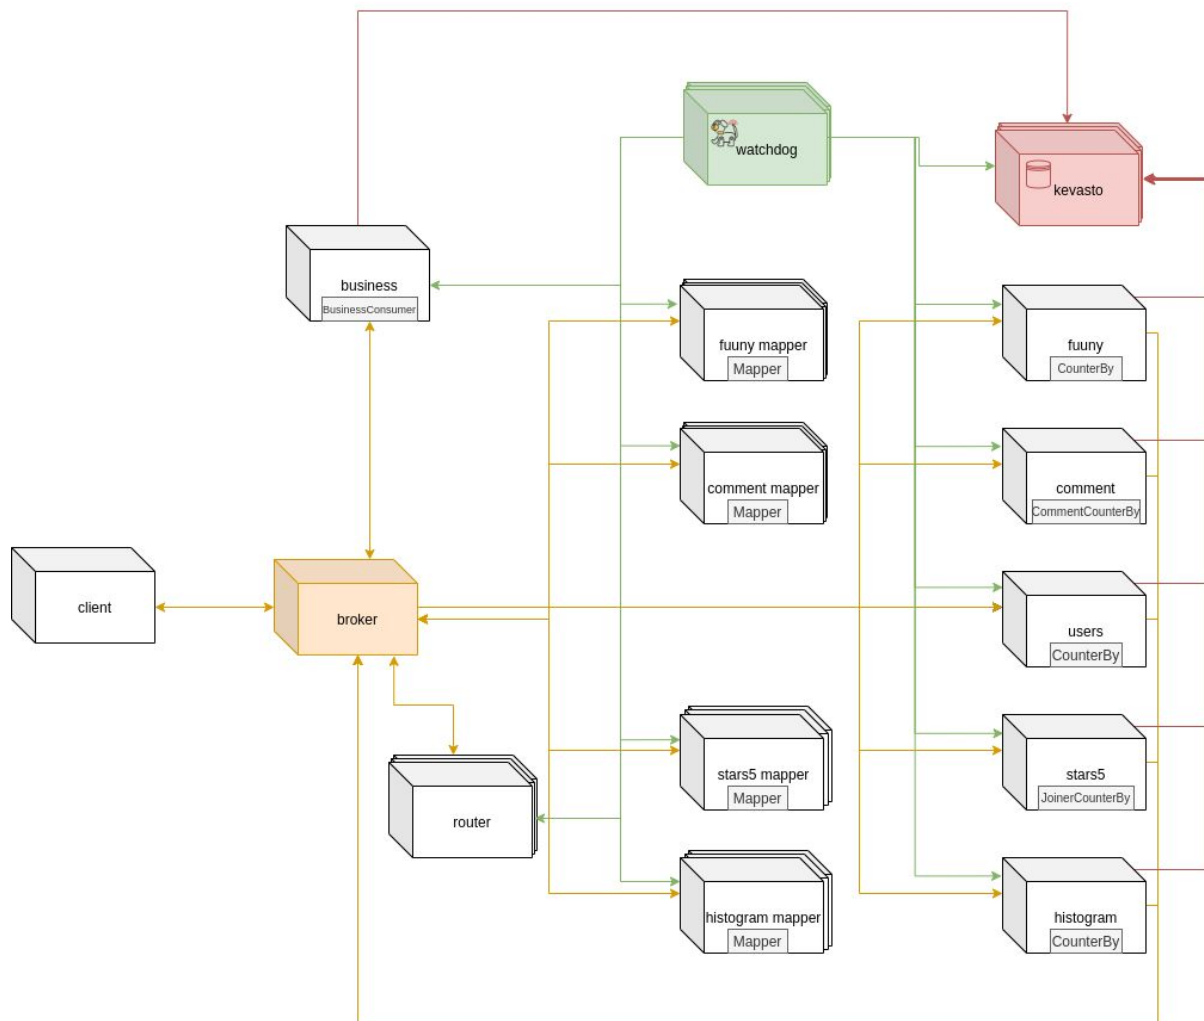 watchdog
kevasto
business
BusinessConsumer
fuuny mapper
Mapper
fuuny
CounterBy
comment mapper
Mapper
comment
CommentCounterBy
client
broker
users
CounterBy
stars5 mapper
Mapper
stars5
JoinerCounterBy
router
histogram mapper
Mapper
histogram
CounterBy